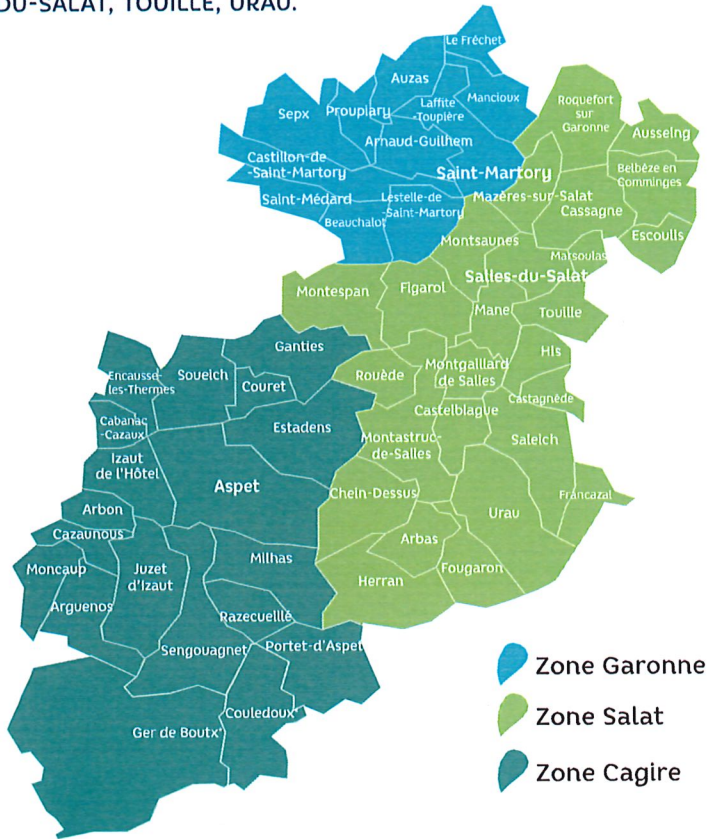 DU-SALAT, TOUILLE, URAU.
Le Fréchet
Auzas
Mancioux
Laffite
-Toupière
Proupiary
Sepx
Arnaud-Guilhem
Roquefort
sur
Garonne
Ausseing
Castillon-de
-Saint-Martory
Saint-Martory
Belbèze en
Comminges
Saint-Médard
Lestelle-de
-Saint-Martory
Mazères-sur-Salat
Cassagne
Beauchalot
Escoulis
Montsaunes
Marsoulas
Salies-du-Salat
Montespan
Figarol
Mane
Touille
Ganties
His
Encausse-
les-Thermes
Soueich
Couret
Rouède
Montgaillard
de Salies
Castagnède
Cabanac
-Cazaux
Estadens
Castelbiague
Montastruc-
de-Salies
Saleich
Izaut
de l'Hôtel
Aspet
Chein-Dessus
Francazal
Arbon
Urau
Cazaunous
Arbas
Moncaup
Juzet
d'Izaut
Milhas
Fougaron
Herran
Arguenos
Razecueillé
Sengouagnet
Portet-d'Aspet
Couledoux*
Ger de Boutx*
Zone Garonne
Zone Salat
Zone Cagire